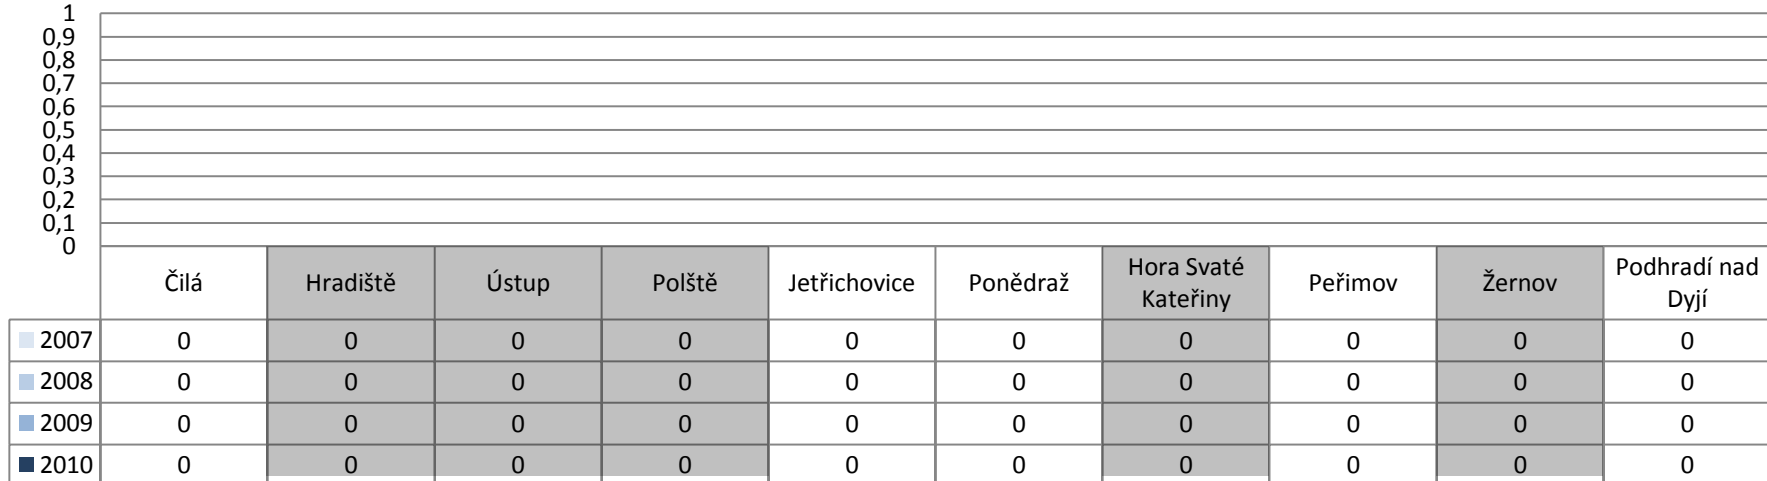 1
0,9
0,8
0,7
0,6
0,5
0,4
0,3
0,2
0,1
0
Čilá Hradiště Ústup Polště Jetřichovice Ponědraž Hora Svaté Kateřiny Peřimov Žernov Podhradí nad Dyjí
2007 0 0 0 0 0 0 0 0 0 0
2008 0 0 0 0 0 0 0 0 0 0
2009 0 0 0 0 0 0 0 0 0 0
2010 0 0 0 0 0 0 0 0 0 0